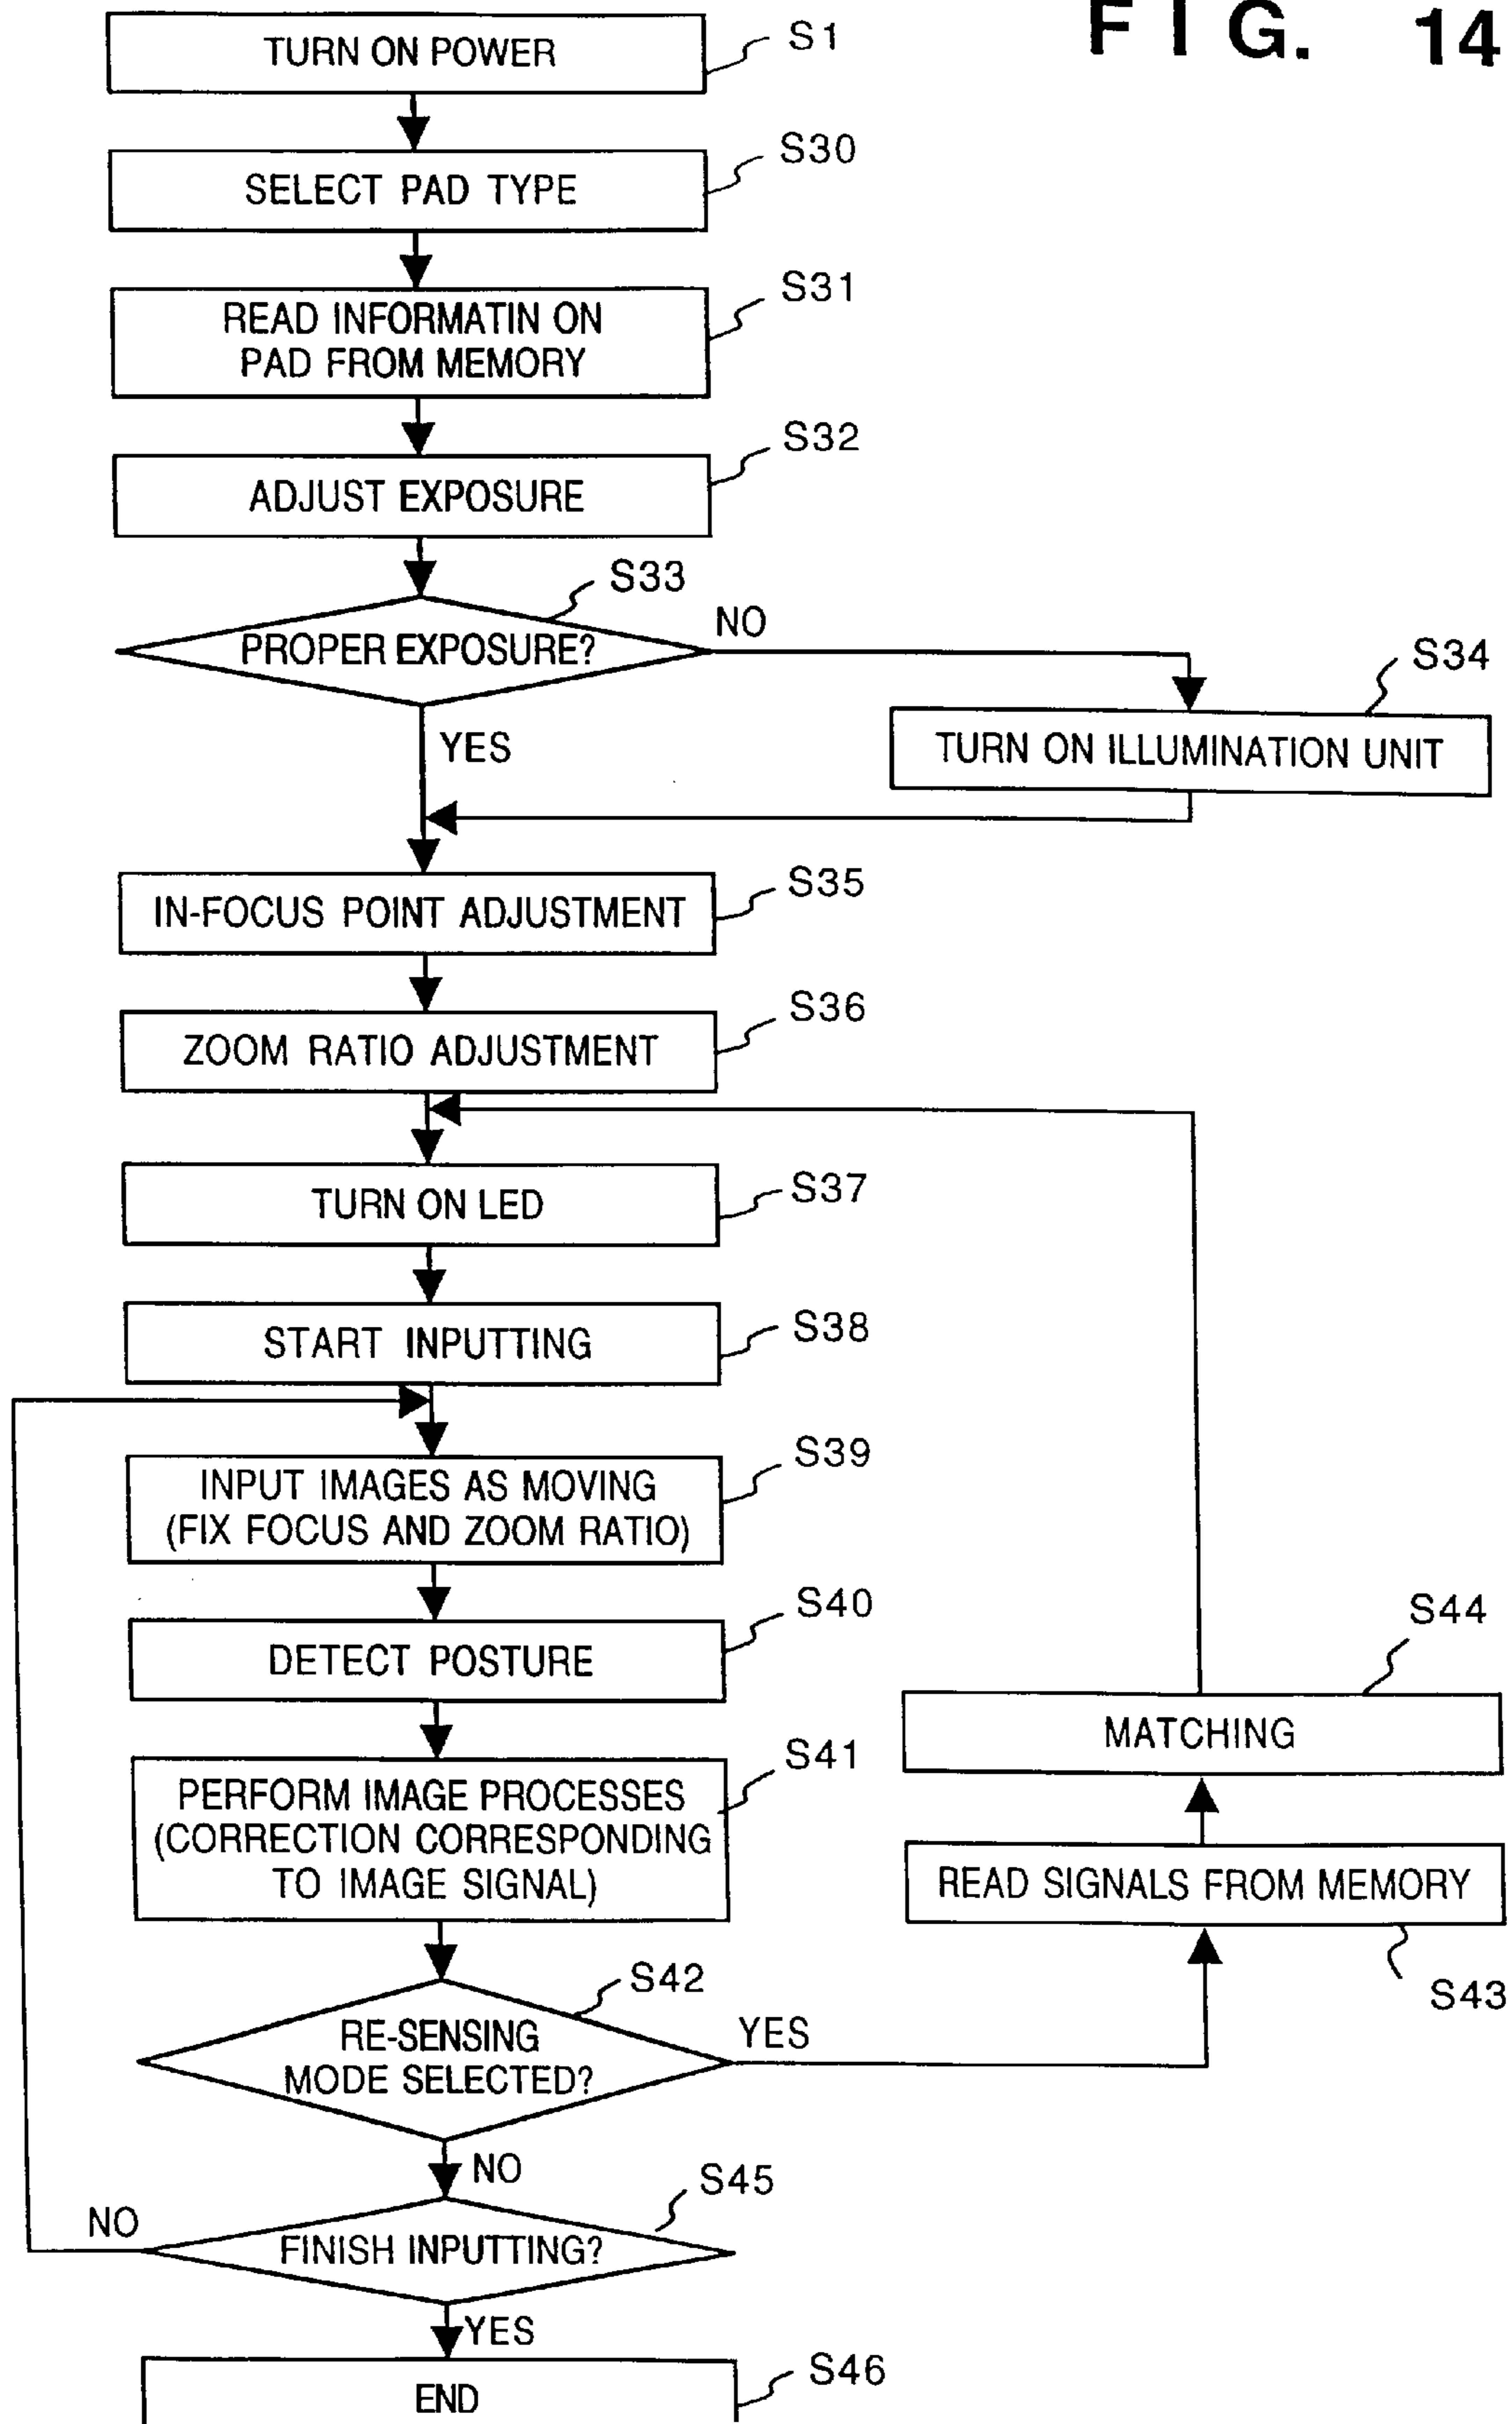 F I G. 14
TURN ON POWER
S1
SELECT PAD TYPE
S30
READ INFORMATIN ON
PAD FROM MEMORY
S31
ADJUST EXPOSURE
S32
PROPER EXPOSURE?
S33
NO
YES
TURN ON ILLUMINATION UNIT
S34
IN-FOCUS POINT ADJUSTMENT
S35
ZOOM RATIO ADJUSTMENT
S36
TURN ON LED
S37
START INPUTTING
S38
INPUT IMAGES AS MOVING
(FIX FOCUS AND ZOOM RATIO)
S39
DETECT POSTURE
S40
PERFORM IMAGE PROCESSES
(CORRECTION CORRESPONDING
TO IMAGE SIGNAL)
S41
RE-SENSING
MODE SELECTED?
S42
YES
NO
READ SIGNALS FROM MEMORY
S43
MATCHING
S44
FINISH INPUTTING?
S45
NO
YES
END
S46